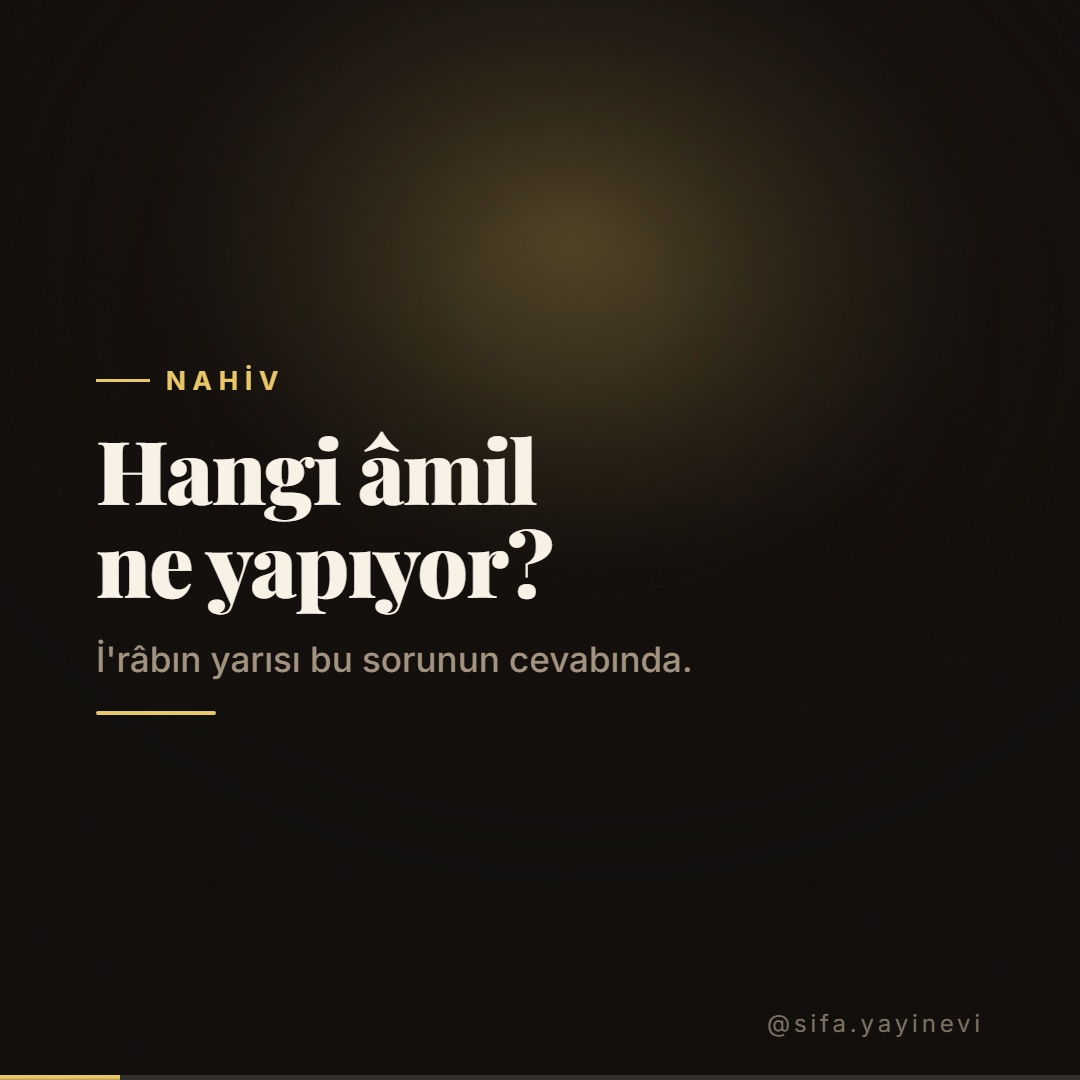 NAHİV
Hangi âmil
ne yapıyor?
İ'râbın yarısı bu sorunun cevabında.
@sifa.yayinevi